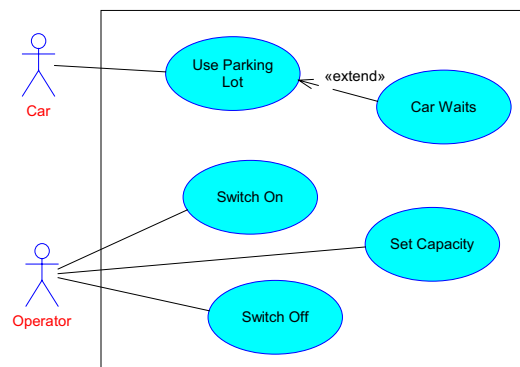 Use Parking
Lot
«extend»
Car Waits
Car
Switch On
Set Capacity
Operator
Switch Off